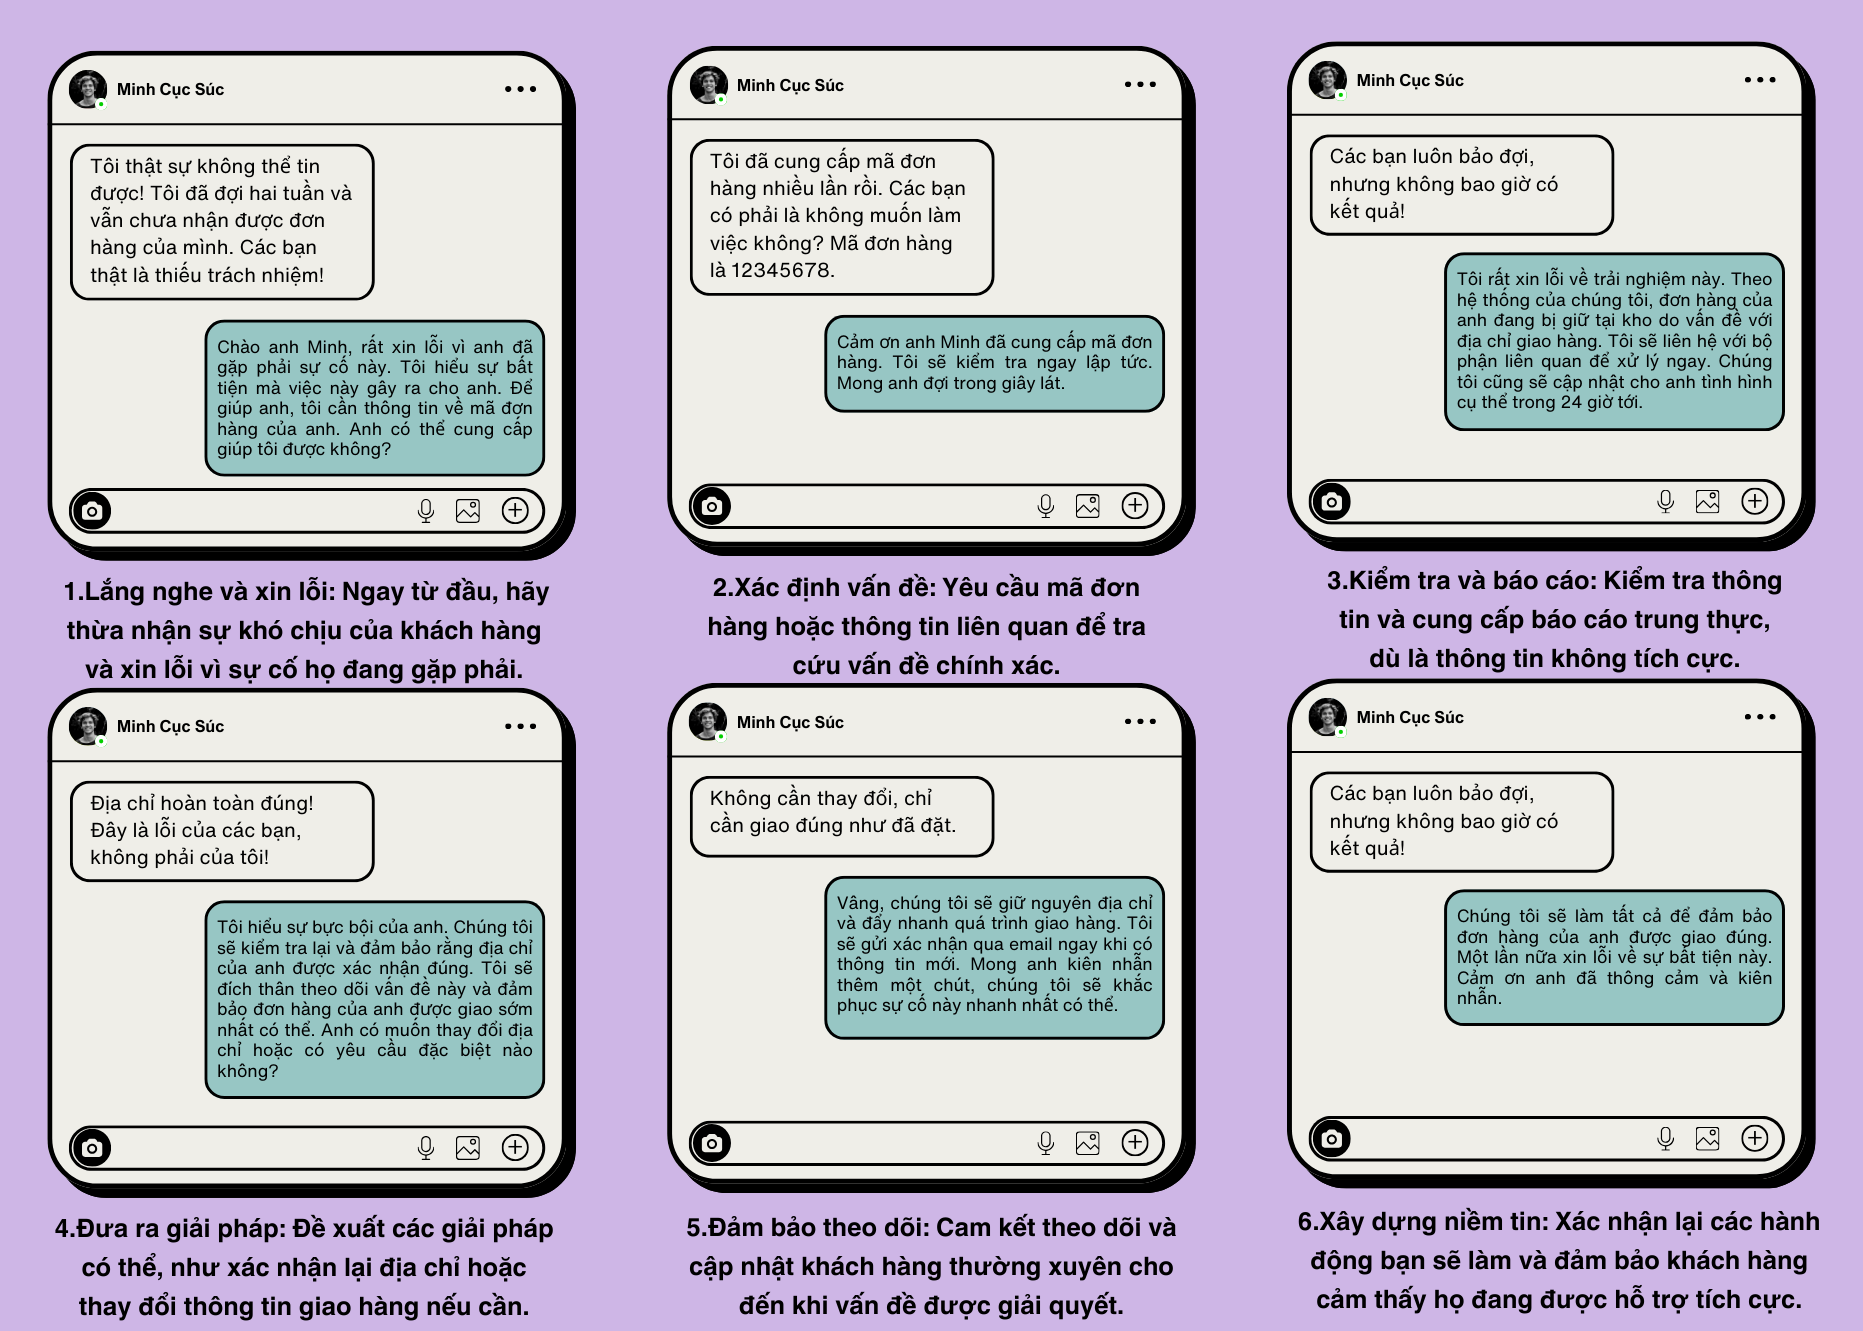 Minh Cục Súc
Tôi thật sự không thể tin
được! Tôi đã đợi hai tuần và
vẫn chưa nhận được đơn
hàng của mình. Các bạn
thật là thiếu trách nhiệm!
Chào anh Minh, rất xin lỗi vì anh đã
gặp phải sự cố này. Tôi hiểu sự bất
tiện mà việc này gây ra cho anh. Để
giúp anh, tôi cần thông tin về mã đơn
hàng của anh. Anh có thể cung cấp
giúp tôi được không?
1.Lắng nghe và xin lỗi: Ngay từ đầu, hãy
thừa nhận sự khó chịu của khách hàng
và xin lỗi vì sự cố họ đang gặp phải.
Minh Cục Súc
Tôi đã cung cấp mã đơn
hàng nhiều lần rồi. Các bạn
có phải là không muốn làm
việc không? Mã đơn hàng
là 12345678.
Cảm ơn anh Minh đã cung cấp mã đơn
hàng. Tôi sẽ kiểm tra ngay lập tức.
Mong anh đợi trong giây lát.
2.Xác định vấn đề: Yêu cầu mã đơn
hàng hoặc thông tin liên quan để tra
cứu vấn đề chính xác.
Minh Cục Súc
Các bạn luôn bảo đợi,
nhưng không bao giờ có
kết quả!
Tôi rất xin lỗi về trải nghiệm này. Theo
hệ thống của chúng tôi, đơn hàng của
anh đang bị giữ tại kho do vấn đề với
địa chỉ giao hàng. Tôi sẽ liên hệ với bộ
phận liên quan để xử lý ngay. Chúng
tôi cũng sẽ cập nhật cho anh tình hình
cụ thể trong 24 giờ tới.
3.Kiểm tra và báo cáo: Kiểm tra thông
tin và cung cấp báo cáo trung thực,
dù là thông tin không tích cực.
Minh Cục Súc
Địa chỉ hoàn toàn đúng!
Đây là lỗi của các bạn,
không phải của tôi!
Tôi hiểu sự bực bội của anh. Chúng tôi
sẽ kiểm tra lại và đảm bảo rằng địa chỉ
của anh được xác nhận đúng. Tôi sẽ
đích thân theo dõi vấn đề này và đảm
bảo đơn hàng của anh được giao sớm
nhất có thể. Anh có muốn thay đổi địa
chỉ hoặc có yêu cầu đặc biệt nào
không?
4.Đưa ra giải pháp: Đề xuất các giải pháp
có thể, như xác nhận lại địa chỉ hoặc
thay đổi thông tin giao hàng nếu cần.
Minh Cục Súc
Không cần thay đổi, chỉ
cần giao đúng như đã đặt.
Vâng, chúng tôi sẽ giữ nguyên địa chỉ
và đẩy nhanh quá trình giao hàng. Tôi
sẽ gửi xác nhận qua email ngay khi có
thông tin mới. Mong anh kiên nhẫn
thêm một chút, chúng tôi sẽ khắc
phục sự cố này nhanh nhất có thể.
5.Đảm bảo theo dõi: Cam kết theo dõi và
cập nhật khách hàng thường xuyên cho
đến khi vấn đề được giải quyết.
Minh Cục Súc
Các bạn luôn bảo đợi,
nhưng không bao giờ có
kết quả!
Chúng tôi sẽ làm tất cả để đảm bảo
đơn hàng của anh được giao đúng.
Một lần nữa xin lỗi về sự bất tiện này.
Cảm ơn anh đã thông cảm và kiên
nhẫn.
6.Xây dựng niềm tin: Xác nhận lại các hành
động bạn sẽ làm và đảm bảo khách hàng
cảm thấy họ đang được hỗ trợ tích cực.